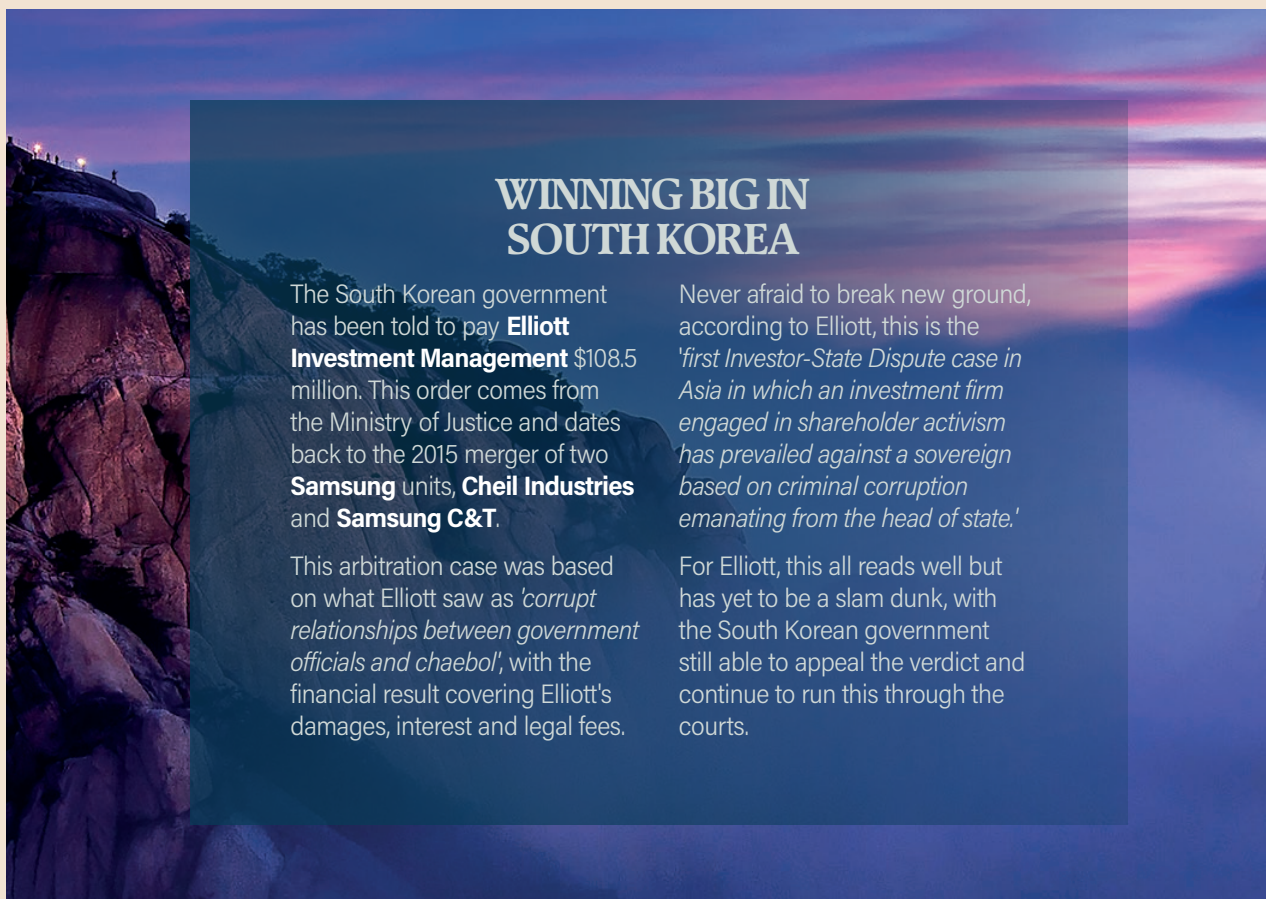 WINNING BIG IN
SOUTH KOREA
The South Korean government
has been told to pay Elliott
Investment Management $108.5
million. This order comes from
the Ministry of Justice and dates
back to the 2015 merger of two
Samsung units, Cheil Industries
and Samsung C&T.
This arbitration case was based
on what Elliott saw as 'corrupt
relationships between government
officials and chaebol', with the
financial result covering Elliott's
damages, interest and legal fees.
Never afraid to break new ground,
according to Elliott, this is the
'first Investor-State Dispute case in
Asia in which an investment firm
engaged in shareholder activism
has prevailed against a sovereign
based on criminal corruption
emanating from the head of state.'
For Elliott, this all reads well but
has yet to be a slam dunk, with
the South Korean government
still able to appeal the verdict and
continue to run this through the
courts.